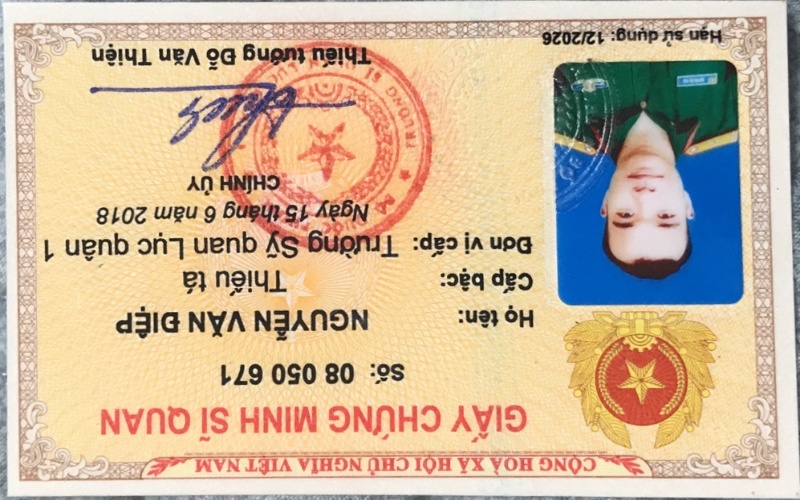 CỘNG HOÀ XÃ HỘI CHỦ NGHĨA VIỆT NAM
GIẤY CHỨNG MINH SĨ QUAN
Số: 08 050 671
Họ tên: NGUYỄN VĂN ĐIỆP
Cấp bậc: Thiếu tá
Đơn vị cấp: Trường Sỹ quan Lục quân 1
Ngày 15 tháng 6 năm 2018
CHÍNH ỦY
Thiếu tướng Đỗ Văn Thiện
Hạn sử dụng: 12/2026
TRƯỜNG SĨ